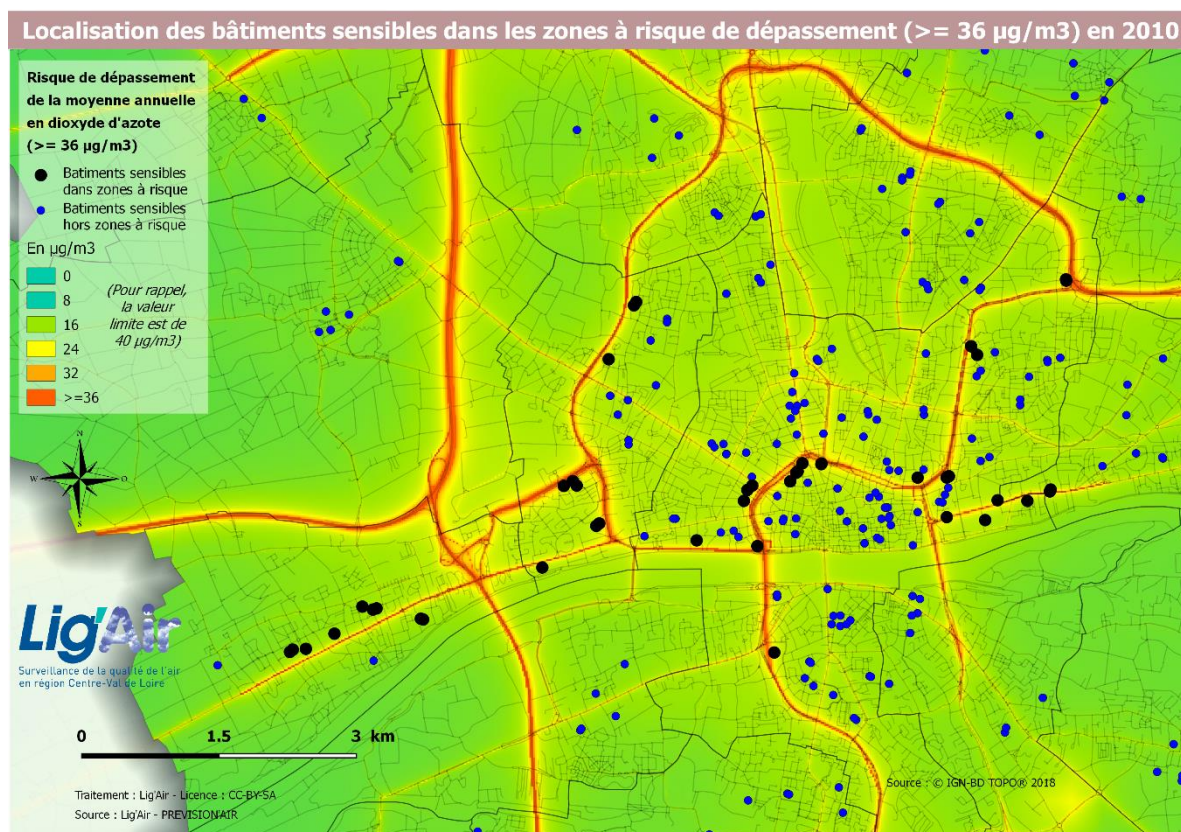 Localisation des bâtiments sensibles dans les zones à risque de dépassement (>= 36 µg/m3) en 2010
Risque de dépassement
de la moyenne annuelle
en dioxyde d'azote
(>= 36 µg/m3)
Batiments sensibles
dans zones à risque
Batiments sensibles
hors zones à risque
En µg/m3
0
8
16
24
32
>=36
(Pour rappel,
la valeur
limite est de
40 µg/m3)
N
W
O
S
Lig'Air
Surveillance de la qualité de l'air
en région Centre-Val de Loire
0 1.5 3 km
Traitement : Lig'Air - Licence : CC-BY-SA
Source : Lig'Air - PREVISION'AIR
Source : © IGN-BD TOPO® 2018